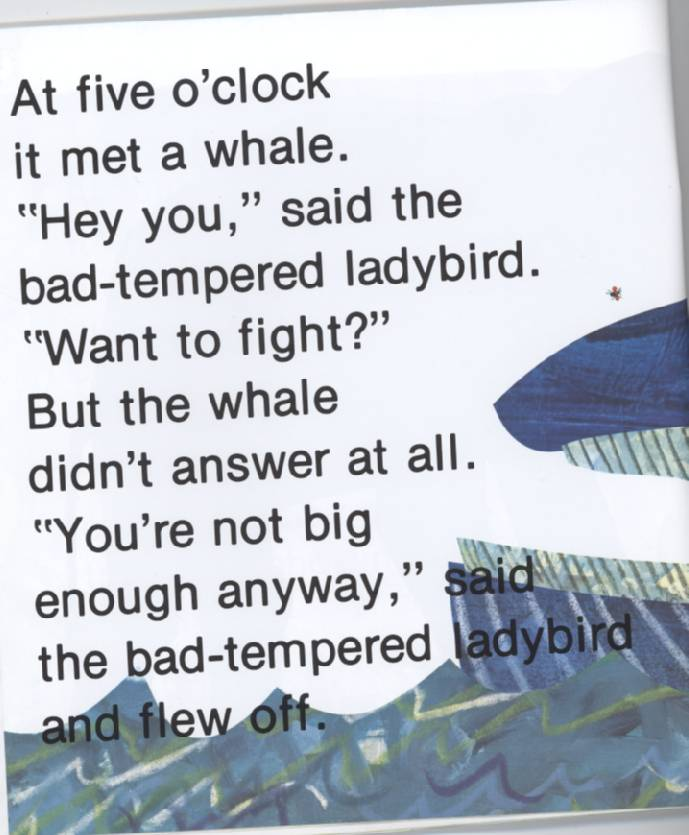 At five o’clock
it met a whale.
“Hey you,” said the
bad-tempered ladybird.
“Want to fight?”
But the whale
didn’t answer at all.
“You’re not big
enough anyway,” said
the bad-tempered ladybird
and flew off.